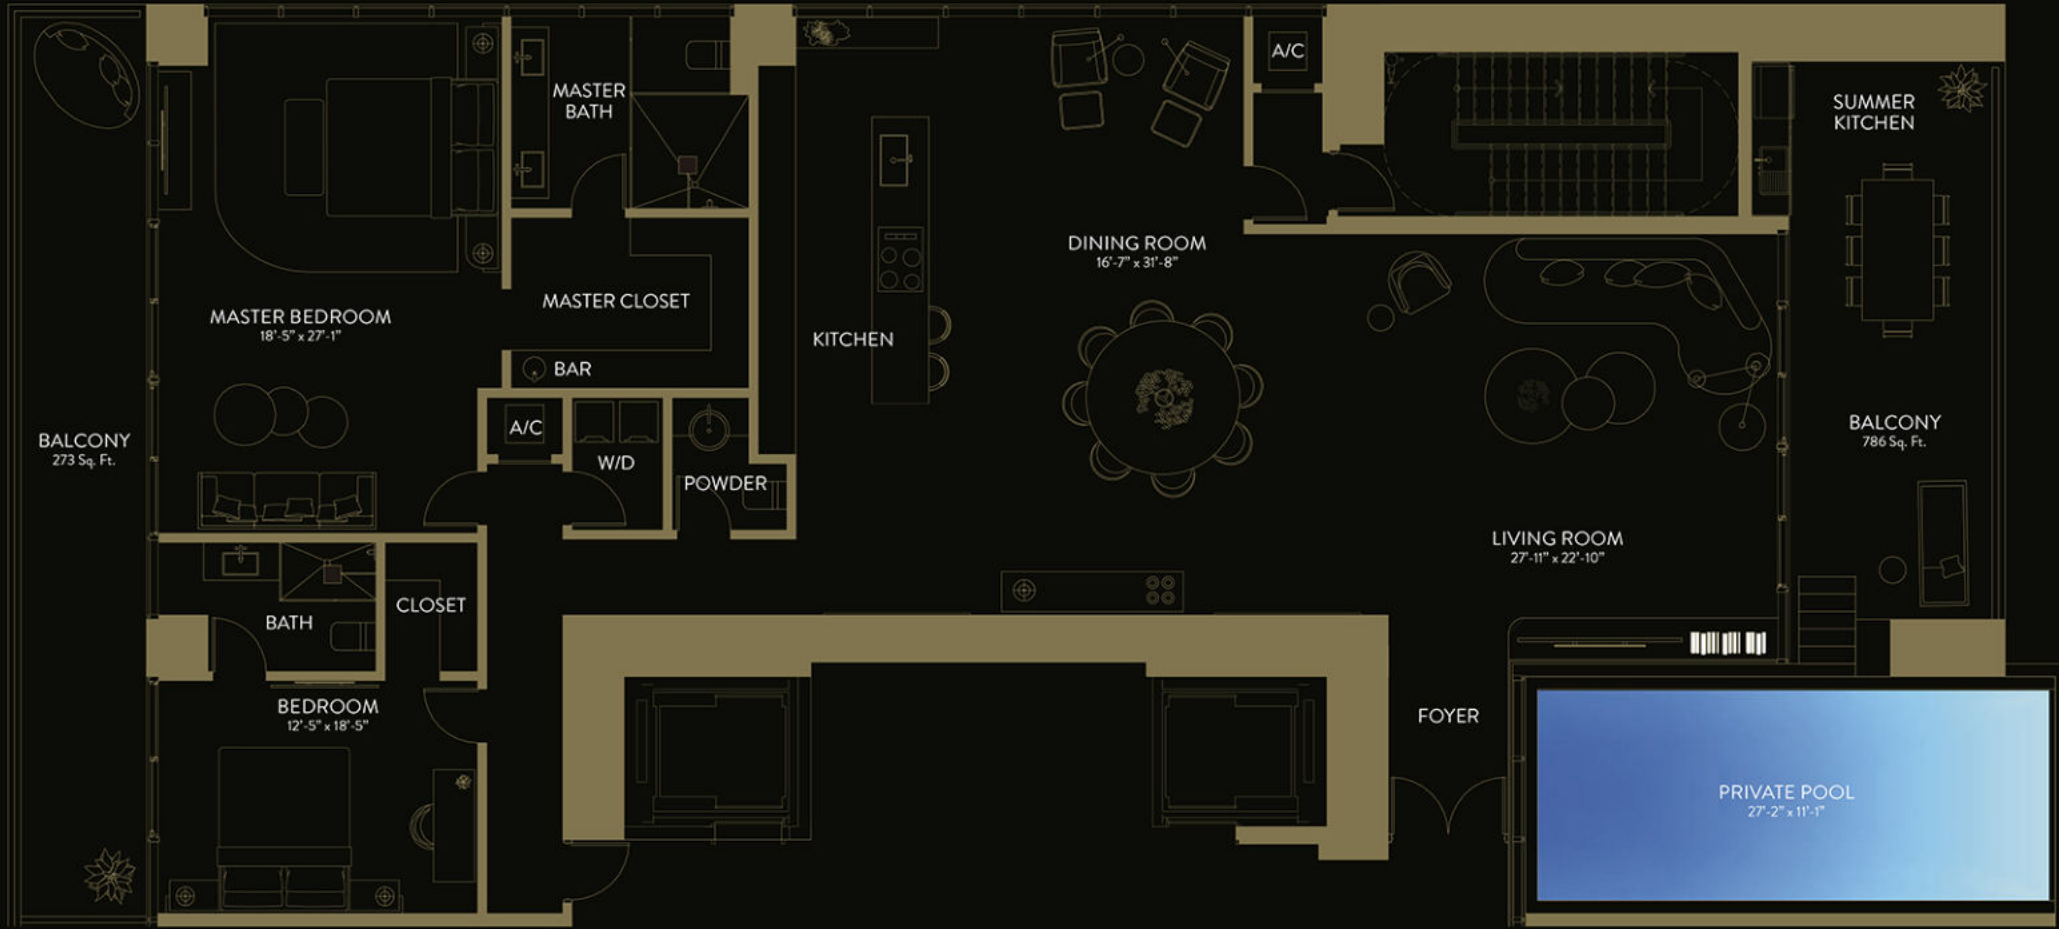 A/C
MASTER
BATH
SUMMER
KITCHEN
DINING ROOM
16'-7" x 31'-8"
MASTER CLOSET
MASTER BEDROOM
18'-5" x 27'-1"
KITCHEN
BAR
BALCONY
273 Sq. Ft.
A/C
W/D
POWDER
BALCONY
786 Sq. Ft.
LIVING ROOM
27'-11" x 22'-10"
BATH
CLOSET
BEDROOM
12'-5" x 18'-5"
FOYER
PRIVATE POOL
27'-2" x 11'-1"